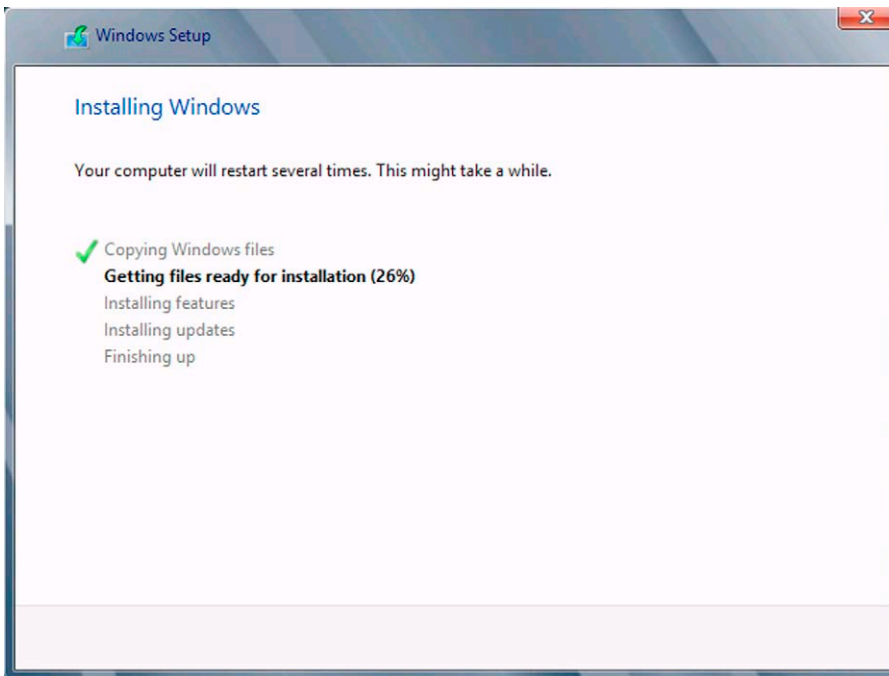 Windows Setup
Installing Windows
Your computer will restart several times. This might take a while.
Copying Windows files
Getting files ready for installation (26%)
Installing features
Installing updates
Finishing up